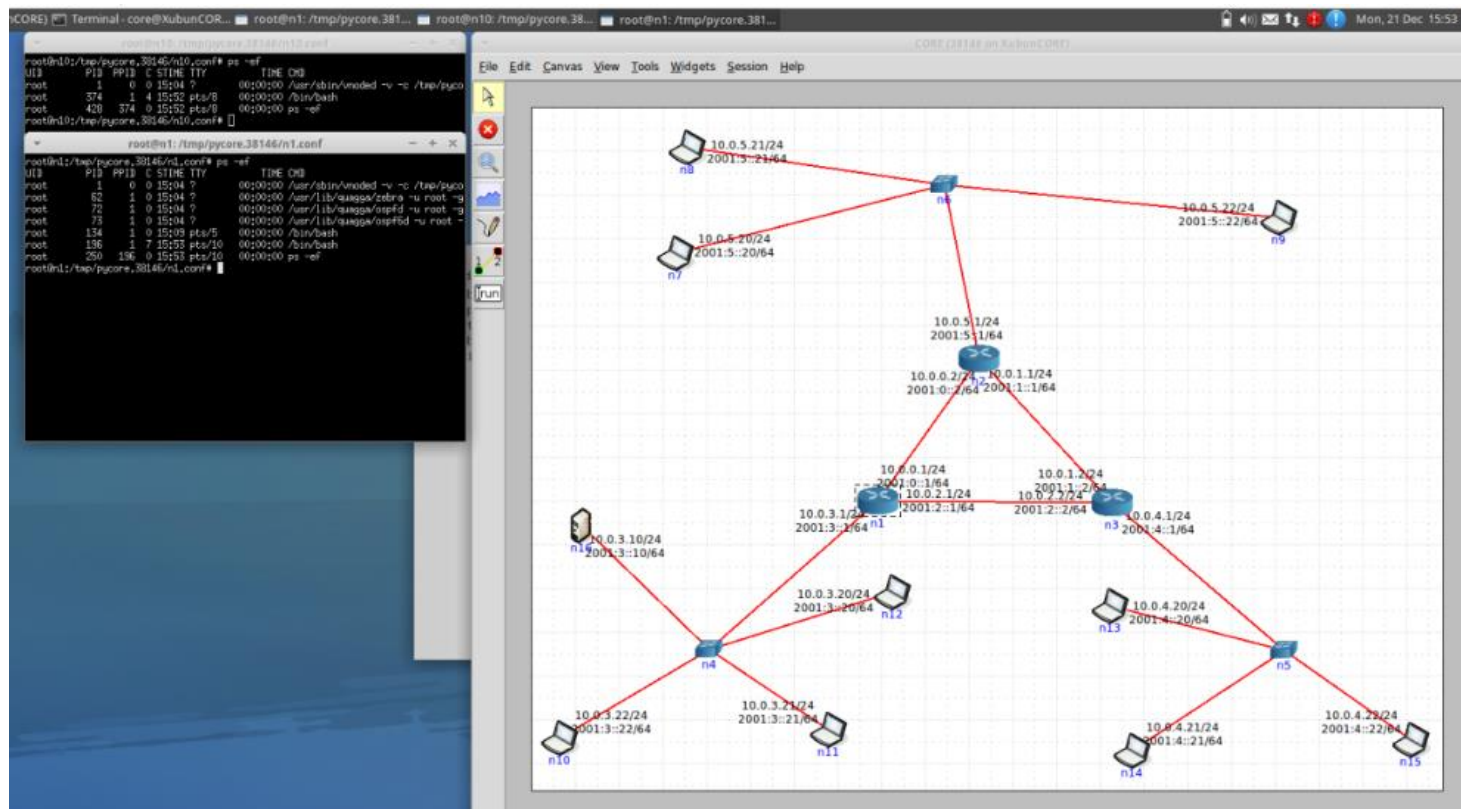 CORE) Terminal - core@XubunCOR... root@n1: /tmp/pycore.381... root@n10: /tmp/pycore.38... root@n1: /tmp/pycore.381... Mon, 21 Dec 15:53
root@n10: /tmp/pycore.38146/n10.conf
root@n10:/tmp/pycore.38146/n10.conf# ps -ef
UID PID PPID C STIME TTY TIME CMD
root 1 0 0 15:04 ? 00:00:00 /usr/sbin/vnoded -v -c /tmp/pyco
root 374 1 4 15:52 pts/8 00:00:00 /bin/bash
root 428 374 0 15:52 pts/8 00:00:00 ps -ef
root@n10:/tmp/pycore.38146/n10.conf#
root@n1: /tmp/pycore.38146/n1.conf
root@n1:/tmp/pycore.38146/n1.conf# ps -ef
UID PID PPID C STIME TTY TIME CMD
root 1 0 0 15:04 ? 00:00:00 /usr/sbin/vnoded -v -c /tmp/pyco
root 62 1 0 15:04 ? 00:00:00 /usr/lib/quagga/zebra -u root -g
root 72 1 0 15:04 ? 00:00:00 /usr/lib/quagga/ospfd -u root -g
root 73 1 0 15:04 ? 00:00:00 /usr/lib/quagga/ospf6d -u root -
root 134 1 0 15:09 pts/5 00:00:00 /bin/bash
root 196 1 7 15:53 pts/10 00:00:00 /bin/bash
root 250 196 0 15:53 pts/10 00:00:00 ps -ef
root@n1:/tmp/pycore.38146/n1.conf#
CORE (38146 on XubunCORE)
File Edit Canvas View Tools Widgets Session Help
1 2
run
10.0.5.21/24
2001:5::21/64
n8
n6
10.0.5.22/24
2001:5::22/64
n9
10.0.5.20/24
2001:5::20/64
n7
10.0.5.1/24
2001:5::1/64
10.0.0.2/24
2001:0::2/64
n2
10.0.1.1/24
2001:1::1/64
10.0.0.1/24
2001:0::1/64
10.0.1.2/24
2001:1::2/64
10.0.2.1/24
2001:2::1/64
10.0.2.2/24
2001:2::2/64
10.0.3.1/24
2001:3::1/64
n1
n3
10.0.4.1/24
2001:4::1/64
n16
10.0.3.10/24
2001:3::10/64
10.0.3.20/24
2001:3::20/64
n12
10.0.4.20/24
2001:4::20/64
n13
n4
n5
10.0.3.22/24
2001:3::22/64
n10
10.0.3.21/24
2001:3::21/64
n11
10.0.4.21/24
2001:4::21/64
n14
10.0.4.22/24
2001:4::22/64
n15